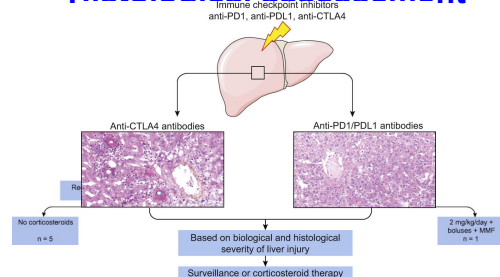 Immune checkpoint inhibitors
anti-PD1, anti-PDL1, anti-CTLA4
Anti-CTLA4 antibodies
Anti-PD1/PDL1 antibodies
No corticosteroids
n = 5
2 mg/kg/day +
boluses + MMF
n = 1
Based on biological and histological
severity of liver injury
Surveillance or corticosteroid therapy